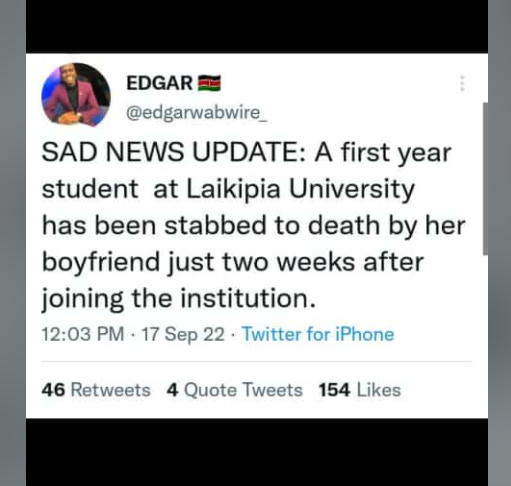 EDGAR 🇰🇪
@edgarwabwire_
SAD NEWS UPDATE: A first year
student at Laikipia University
has been stabbed to death by her
boyfriend just two weeks after
joining the institution.
12:03 PM · 17 Sep 22 · Twitter for iPhone
46 Retweets 4 Quote Tweets 154 Likes